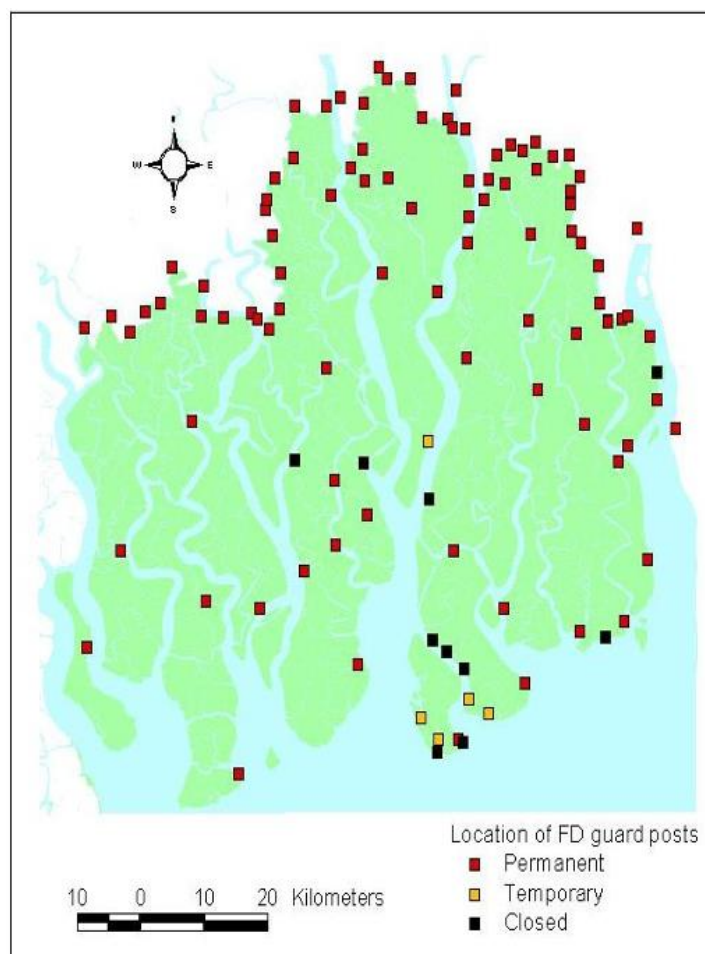 W E
S
Location of FD guard posts
Permanent
Temporary
Closed
10 0 10 20 Kilometers